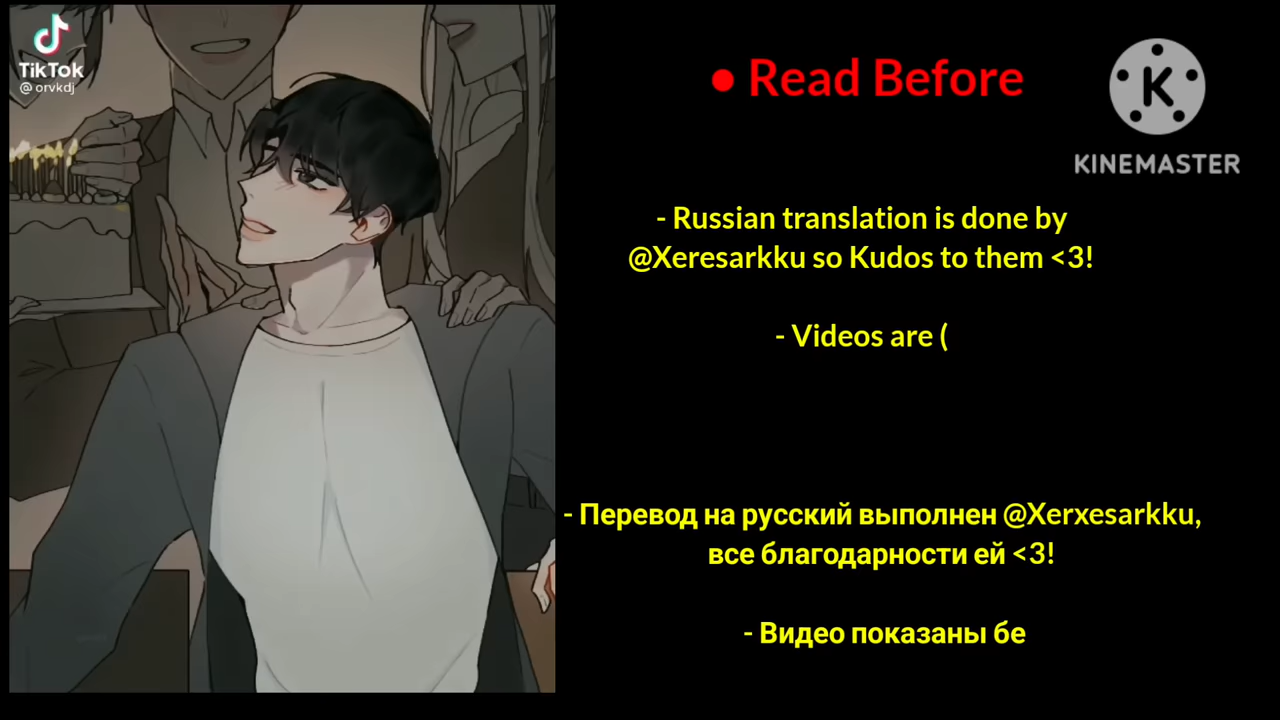 TikTok
@ orvkdj
● Read Before
KINEMASTER
- Russian translation is done by
@Xeresarkku so Kudos to them <3!
- Videos are (
- Перевод на русский выполнен @Xerxesarkku,
все благодарности ей <3!
- Видео показаны бе